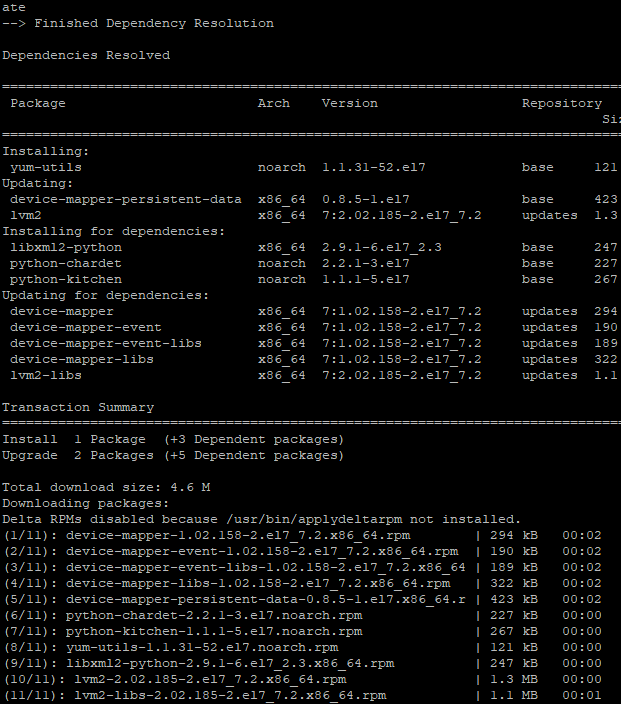 ate
--> Finished Dependency Resolution
Dependencies Resolved
================================================================================
Package Arch Version Repository
Si
================================================================================
Installing:
yum-utils noarch 1.1.31-52.el7 base 121
Updating:
device-mapper-persistent-data x86_64 0.8.5-1.el7 base 423
lvm2 x86_64 7:2.02.185-2.el7_7.2 updates 1.3
Installing for dependencies:
libxml2-python x86_64 2.9.1-6.el7_2.3 base 247
python-chardet noarch 2.2.1-3.el7 base 227
python-kitchen noarch 1.1.1-5.el7 base 267
Updating for dependencies:
device-mapper x86_64 7:1.02.158-2.el7_7.2 updates 294
device-mapper-event x86_64 7:1.02.158-2.el7_7.2 updates 190
device-mapper-event-libs x86_64 7:1.02.158-2.el7_7.2 updates 189
device-mapper-libs x86_64 7:1.02.158-2.el7_7.2 updates 322
lvm2-libs x86_64 7:2.02.185-2.el7_7.2 updates 1.1
Transaction Summary
================================================================================
Install 1 Package (+3 Dependent packages)
Upgrade 2 Packages (+5 Dependent packages)
Total download size: 4.6 M
Downloading packages:
Delta RPMs disabled because /usr/bin/applydeltarpm not installed.
(1/11): device-mapper-1.02.158-2.el7_7.2.x86_64.rpm | 294 kB 00:02
(2/11): device-mapper-event-1.02.158-2.el7_7.2.x86_64.rpm | 190 kB 00:02
(3/11): device-mapper-event-libs-1.02.158-2.el7_7.2.x86_64 | 189 kB 00:02
(4/11): device-mapper-libs-1.02.158-2.el7_7.2.x86_64.rpm | 322 kB 00:02
(5/11): device-mapper-persistent-data-0.8.5-1.el7.x86_64.r | 423 kB 00:02
(6/11): python-chardet-2.2.1-3.el7.noarch.rpm | 227 kB 00:00
(7/11): python-kitchen-1.1.1-5.el7.noarch.rpm | 267 kB 00:00
(8/11): yum-utils-1.1.31-52.el7.noarch.rpm | 121 kB 00:00
(9/11): libxml2-python-2.9.1-6.el7_2.3.x86_64.rpm | 247 kB 00:00
(10/11): lvm2-2.02.185-2.el7_7.2.x86_64.rpm | 1.3 MB 00:00
(11/11): lvm2-libs-2.02.185-2.el7_7.2.x86_64.rpm | 1.1 MB 00:01